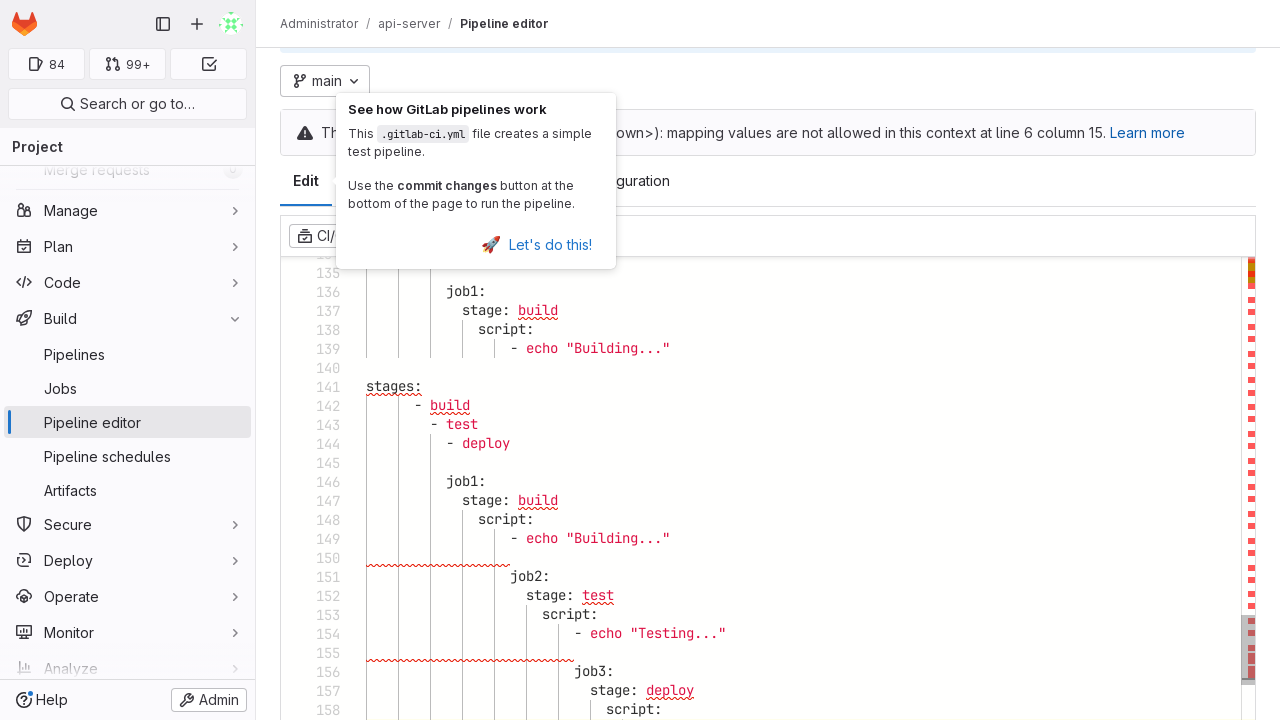 Administrator / api-server / Pipeline editor
84
99+
Search or go to…
Project
Merge requests
Manage
Plan
Code
Build
Pipelines
Jobs
Pipeline editor
Pipeline schedules
Artifacts
Secure
Deploy
Operate
Monitor
Analyze
Help
Admin
main
See how GitLab pipelines work
This .gitlab-ci.yml file creates a simple
test pipeline.
Use the commit changes button at the
bottom of the page to run the pipeline.
🚀 Let's do this!
Th
own>): mapping values are not allowed in this context at line 6 column 15. Learn more
Edit
guration
CI/
135
136 job1:
137 stage: build
138 script:
139 - echo "Building..."
140
141 stages:
142 - build
143 - test
144 - deploy
145
146 job1:
147 stage: build
148 script:
149 - echo "Building..."
150
151 job2:
152 stage: test
153 script:
154 - echo "Testing..."
155
156 job3:
157 stage: deploy
158 script: